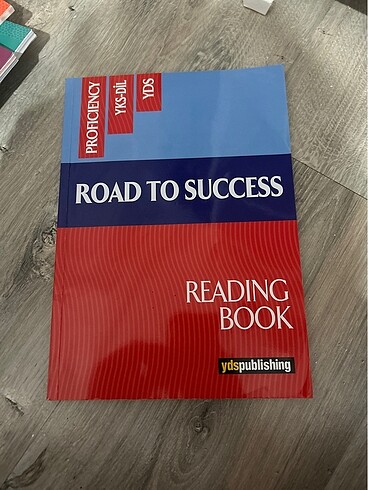 PROFICIENCY
YKS-DİL
YDS
ROAD TO SUCCESS
READING
BOOK
ydspublishing